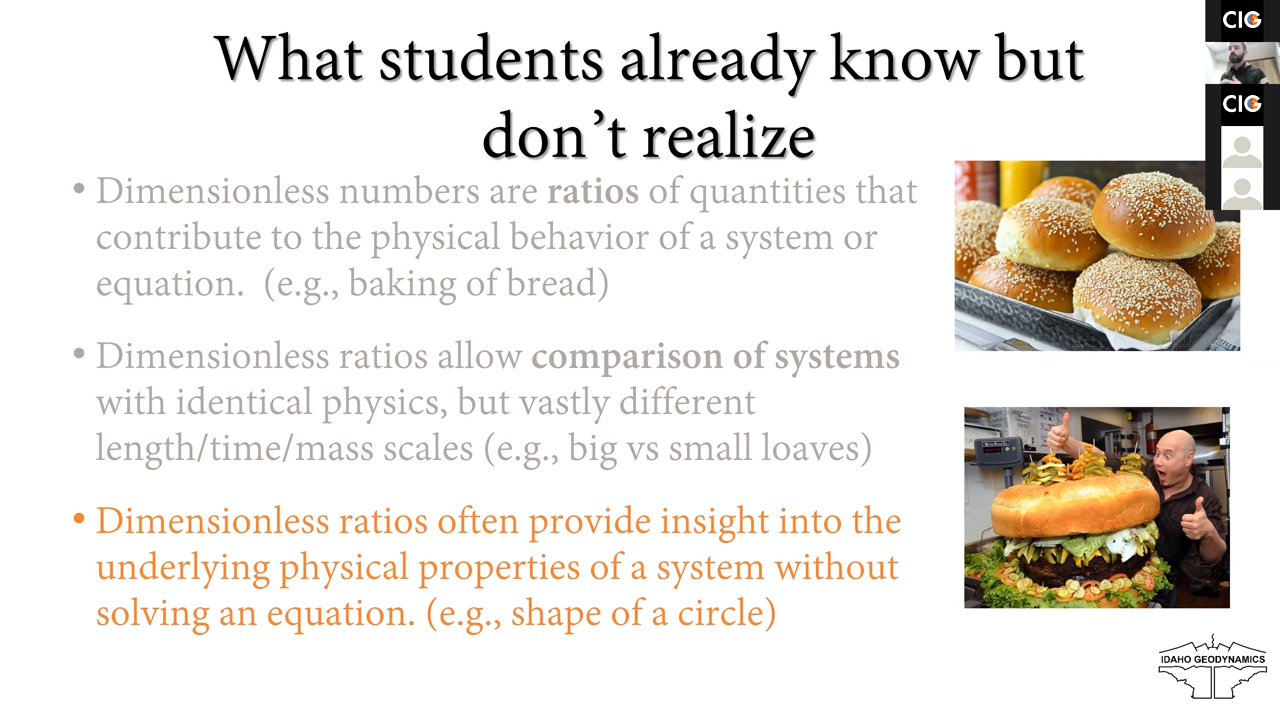 What students already know but
don’t realize
• Dimensionless numbers are ratios of quantities that
contribute to the physical behavior of a system or
equation.  (e.g., baking of bread)
• Dimensionless ratios allow comparison of systems
with identical physics, but vastly different
length/time/mass scales (e.g., big vs small loaves)
• Dimensionless ratios often provide insight into the
underlying physical properties of a system without
solving an equation. (e.g., shape of a circle)
CIG
CIG
IDAHO GEODYNAMICS